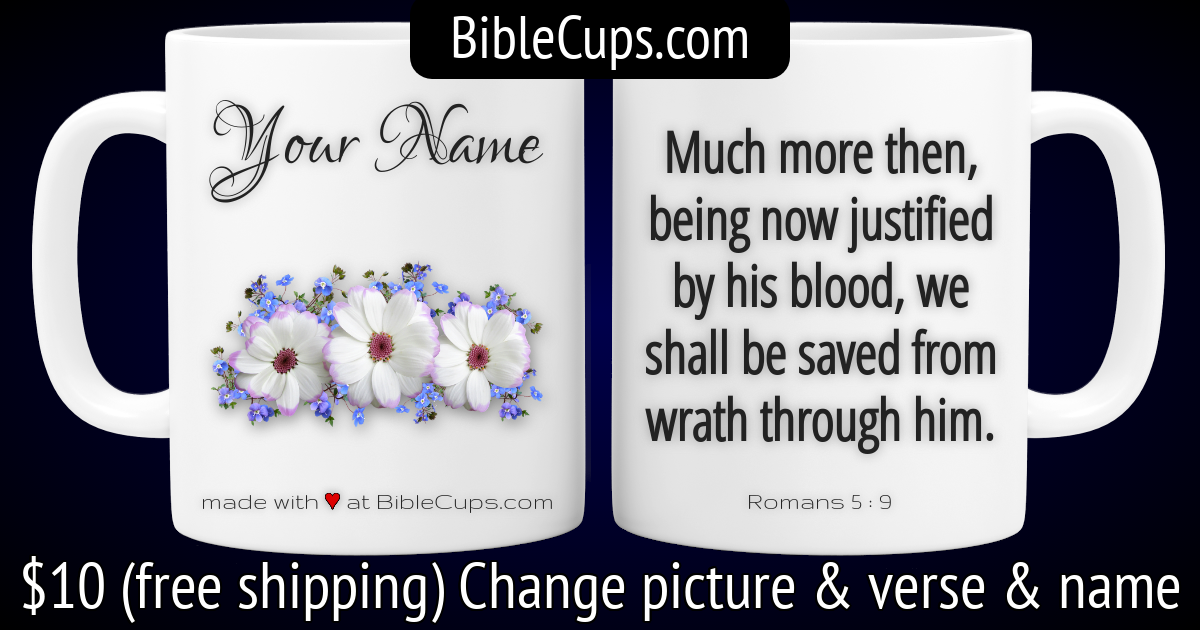 BibleCups.com
Your Name
made with ♥ at BibleCups.com
Much more then,
being now justified
by his blood, we
shall be saved from
wrath through him.
Romans 5 : 9
$10 (free shipping) Change picture & verse & name